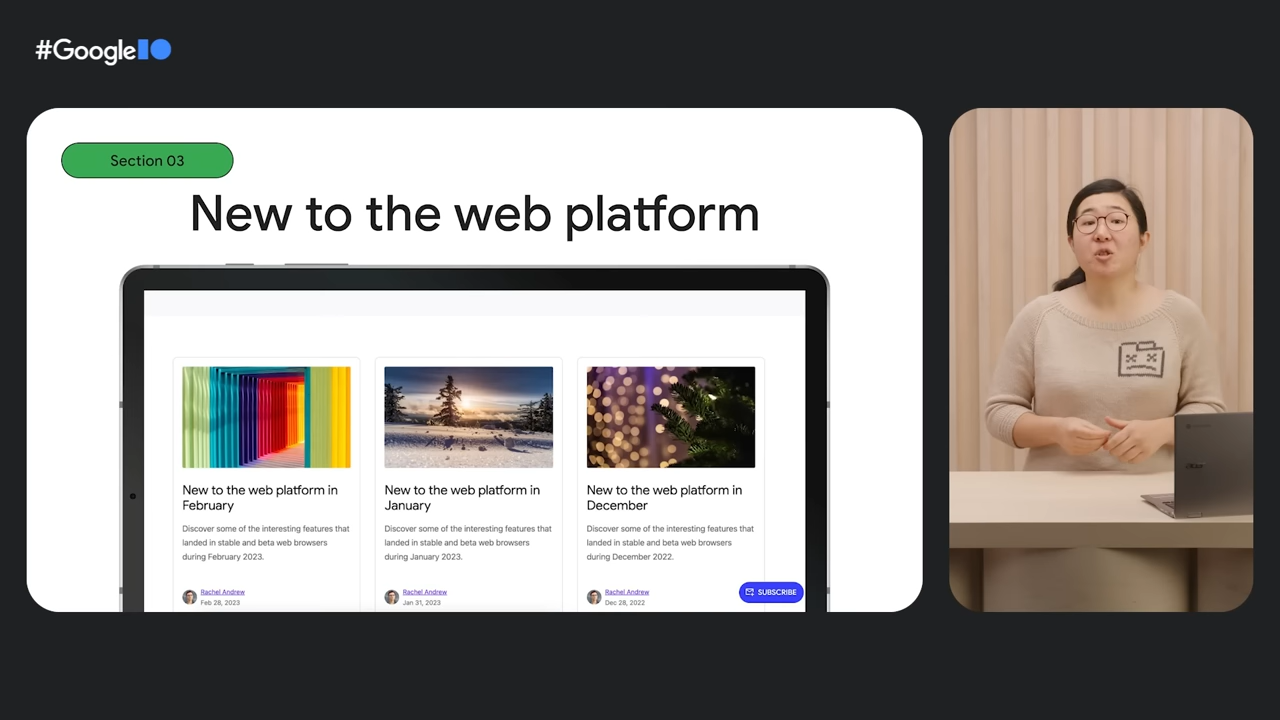 #Google IO
Section 03
New to the web platform
New to the web platform in
February
Discover some of the interesting features that
landed in stable and beta web browsers
during February 2023.
Rachel Andrew
Feb 28, 2023
New to the web platform in
January
Discover some of the interesting features that
landed in stable and beta web browsers
during January 2023.
Rachel Andrew
Jan 31, 2023
New to the web platform in
December
Discover some of the interesting features that
landed in stable and beta web browsers
during December 2022.
Rachel Andrew
Dec 28, 2022
SUBSCRIBE